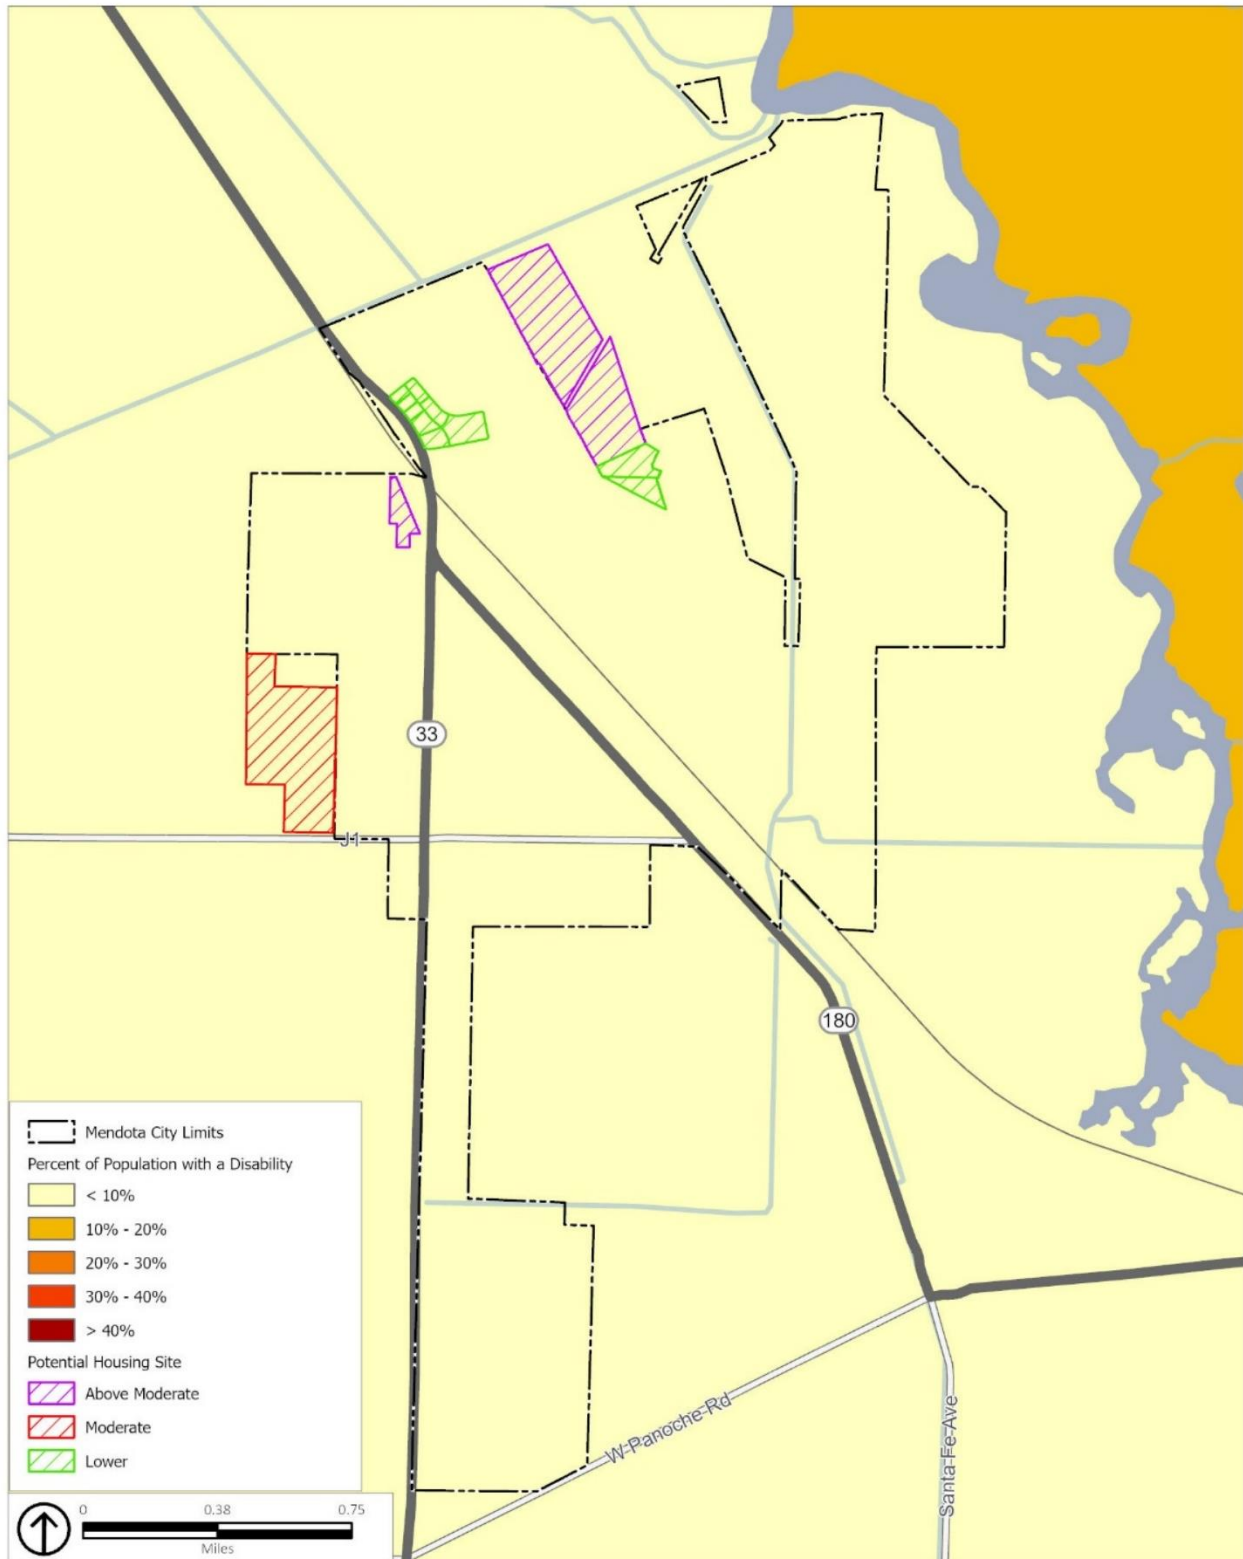 33
J1
180
W Panoche Rd
Santa Fe Ave
Mendota City Limits
Percent of Population with a Disability
< 10%
10% - 20%
20% - 30%
30% - 40%
> 40%
Potential Housing Site
Above Moderate
Moderate
Lower
0 0.38 0.75
Miles